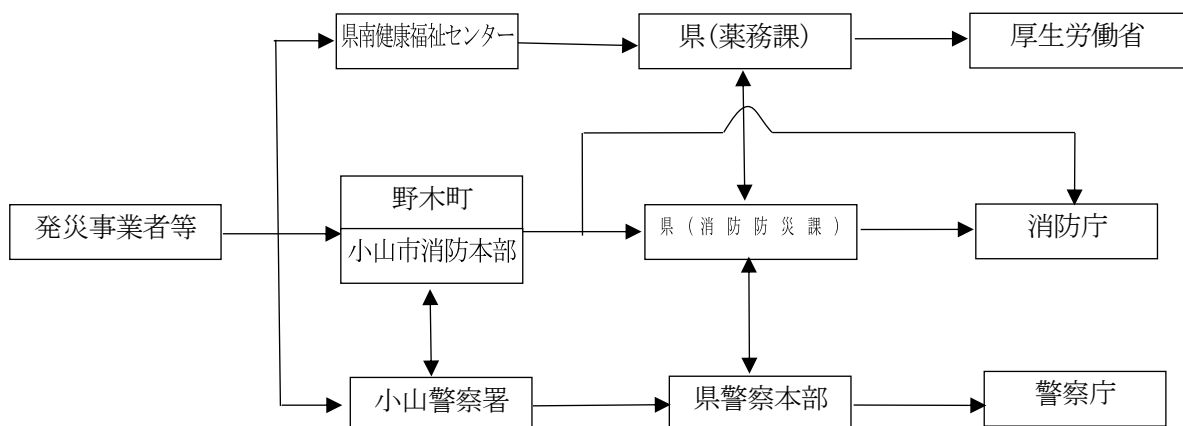 県南健康福祉センター
県(薬務課)
厚生労働省
発災事業者等
野木町
小山市消防本部
県(消防防災課)
消防庁
小山警察署
県警察本部
警察庁